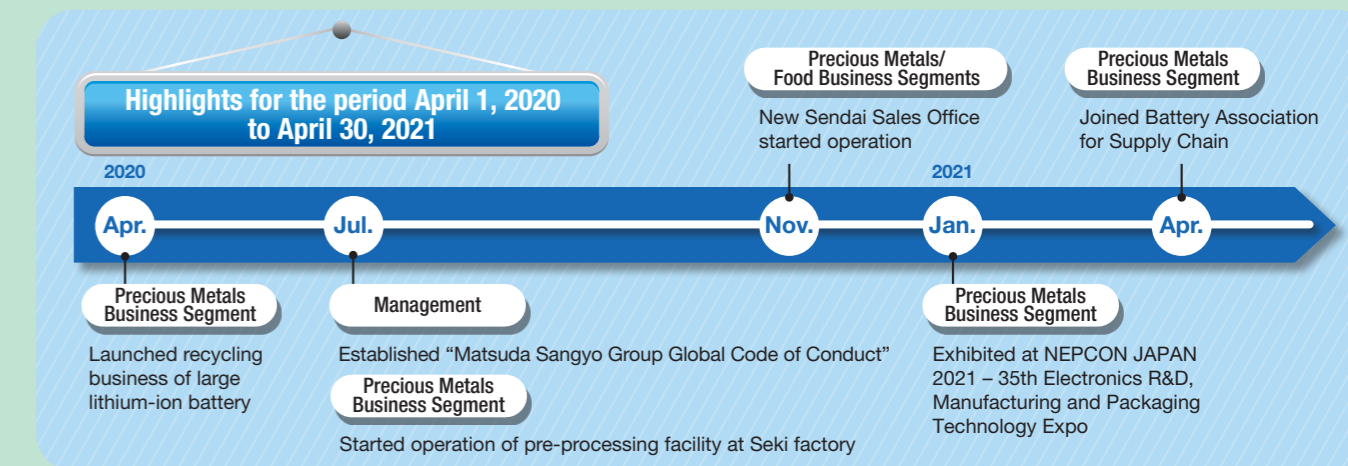 Highlights for the period April 1, 2020
to April 30, 2021
Precious Metals/
Food Business Segments
New Sendai Sales Office
started operation
Precious Metals
Business Segment
Joined Battery Association
for Supply Chain
2020
2021
Apr.
Jul.
Nov.
Jan.
Apr.
Precious Metals
Business Segment
Launched recycling
business of large
lithium-ion battery
Management
Established “Matsuda Sangyo Group Global Code of Conduct”
Precious Metals
Business Segment
Started operation of pre-processing facility at Seki factory
Precious Metals
Business Segment
Exhibited at NEPCON JAPAN
2021 – 35th Electronics R&D,
Manufacturing and Packaging
Technology Expo